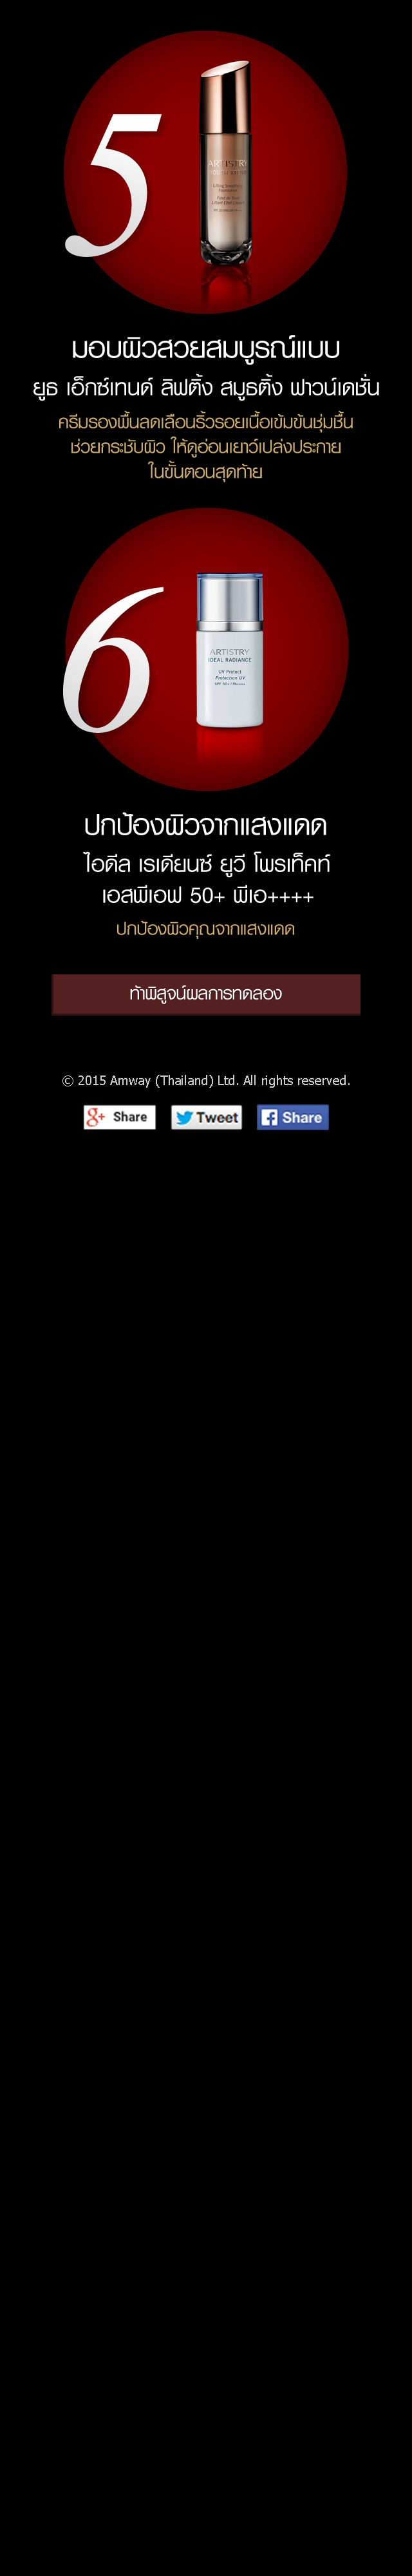 5
ARTISTRY
YOUTH XTEND
Lifting Smoothing
Foundation
มอบผิวสวยสมบูรณ์แบบ
ยูธ เอ็กซ์เทนด์ ลิฟติ้ง สมูธติ้ง ฟาวน์เดชั่น
ครีมรองพื้นลดเลือนริ้วรอยเนื้อเข้มข้นชุ่มชื้น
ช่วยกระชับผิว ให้ดูอ่อนเยาว์เปล่งประกาย
ในขั้นตอนสุดท้าย
6
ARTISTRY
IDEAL RADIANCE
UV Protect
Protection UV
SPF 50+ / PA++++
ปกป้องผิวจากแสงแดด
ไอดีล เรเดียนซ์ ยูวี โพรเท็คท์
เอสพีเอฟ 50+ พีเอ++++
ปกป้องผิวคุณจากแสงแดด
ท้าพิสูจน์ผลการทดลอง
© 2015 Amway (Thailand) Ltd. All rights reserved.
g+ Share
Tweet
f Share